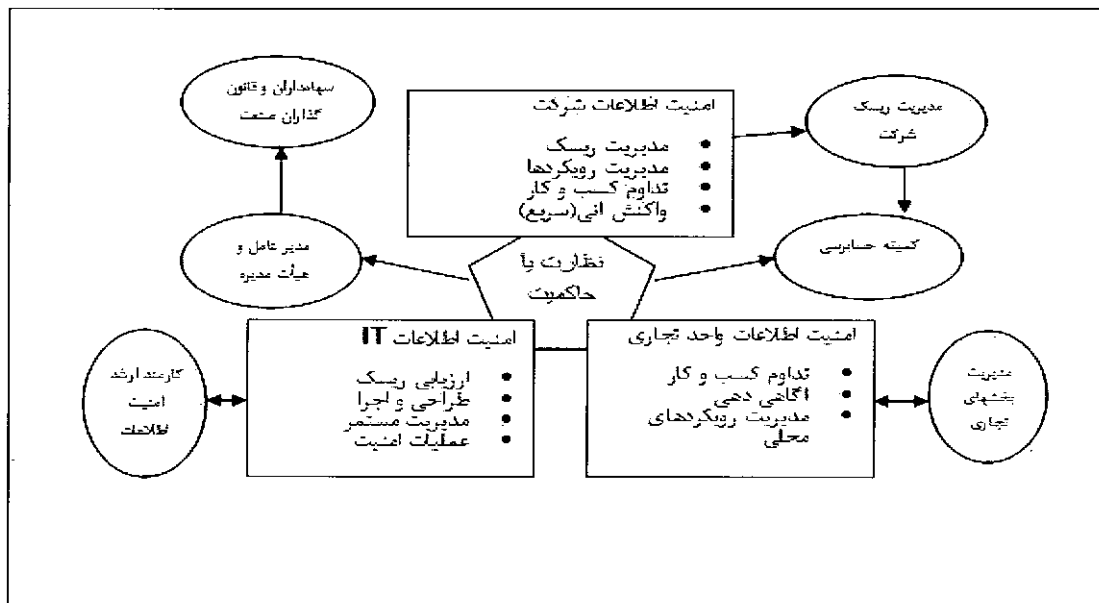 سهامداران و قانون
گذاران صنعت
امنیت اطلاعات شرکت
• مدیریت ریسک
• مدیریت رویکردها
• تداوم کسب و کار
• واکنش انی(سریع)
مدیریت ریسک
شرکت
مدیر عامل و
هیأت مدیره
نظارت یا
حاکمیت
کمیته حسابرسی
امنیت اطلاعات واحد تجاری
• تداوم کسب و کار
• اگاهی دهی
• مدیریت رویکردهای
محلی
امنیت اطلاعات IT
• ارزیابی ریسک
• طراحی و اجرا
• مدیریت مستمر
• عملیات امنیت
مدیریت
بخشهای
تجاری
کارمند ارشد
امنیت
اطلاعات